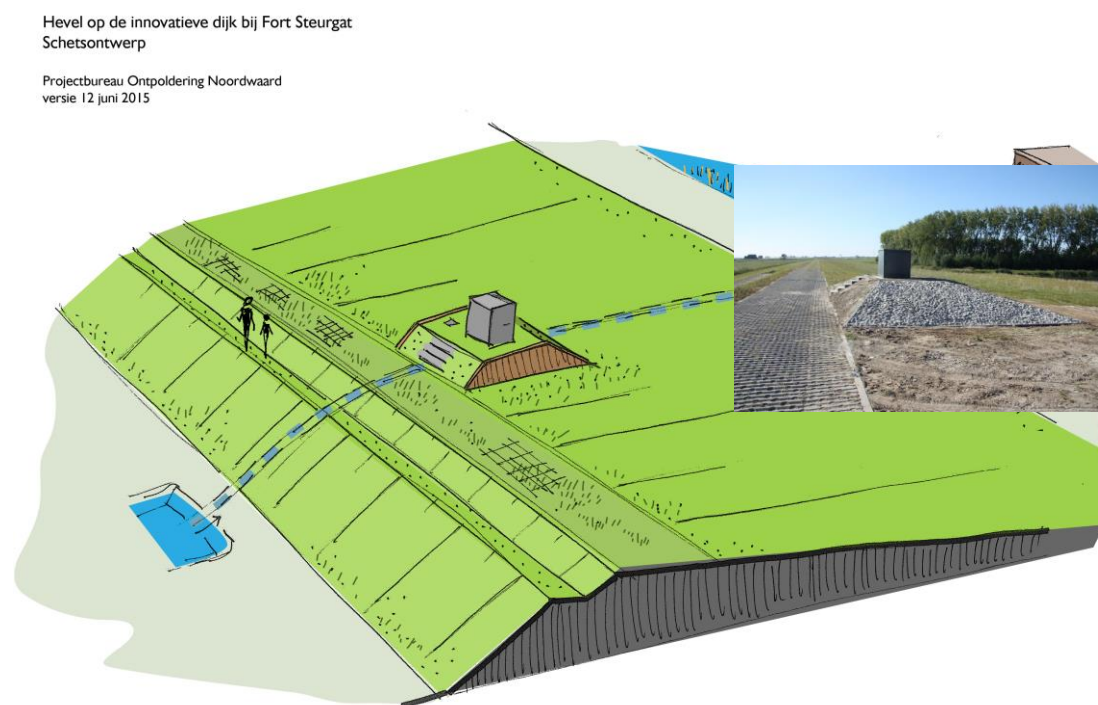 Hevel op de innovatieve dijk bij Fort Steurgat
Schetsontwerp
Projectbureau Ontpoldering Noordwaard
versie 12 juni 2015